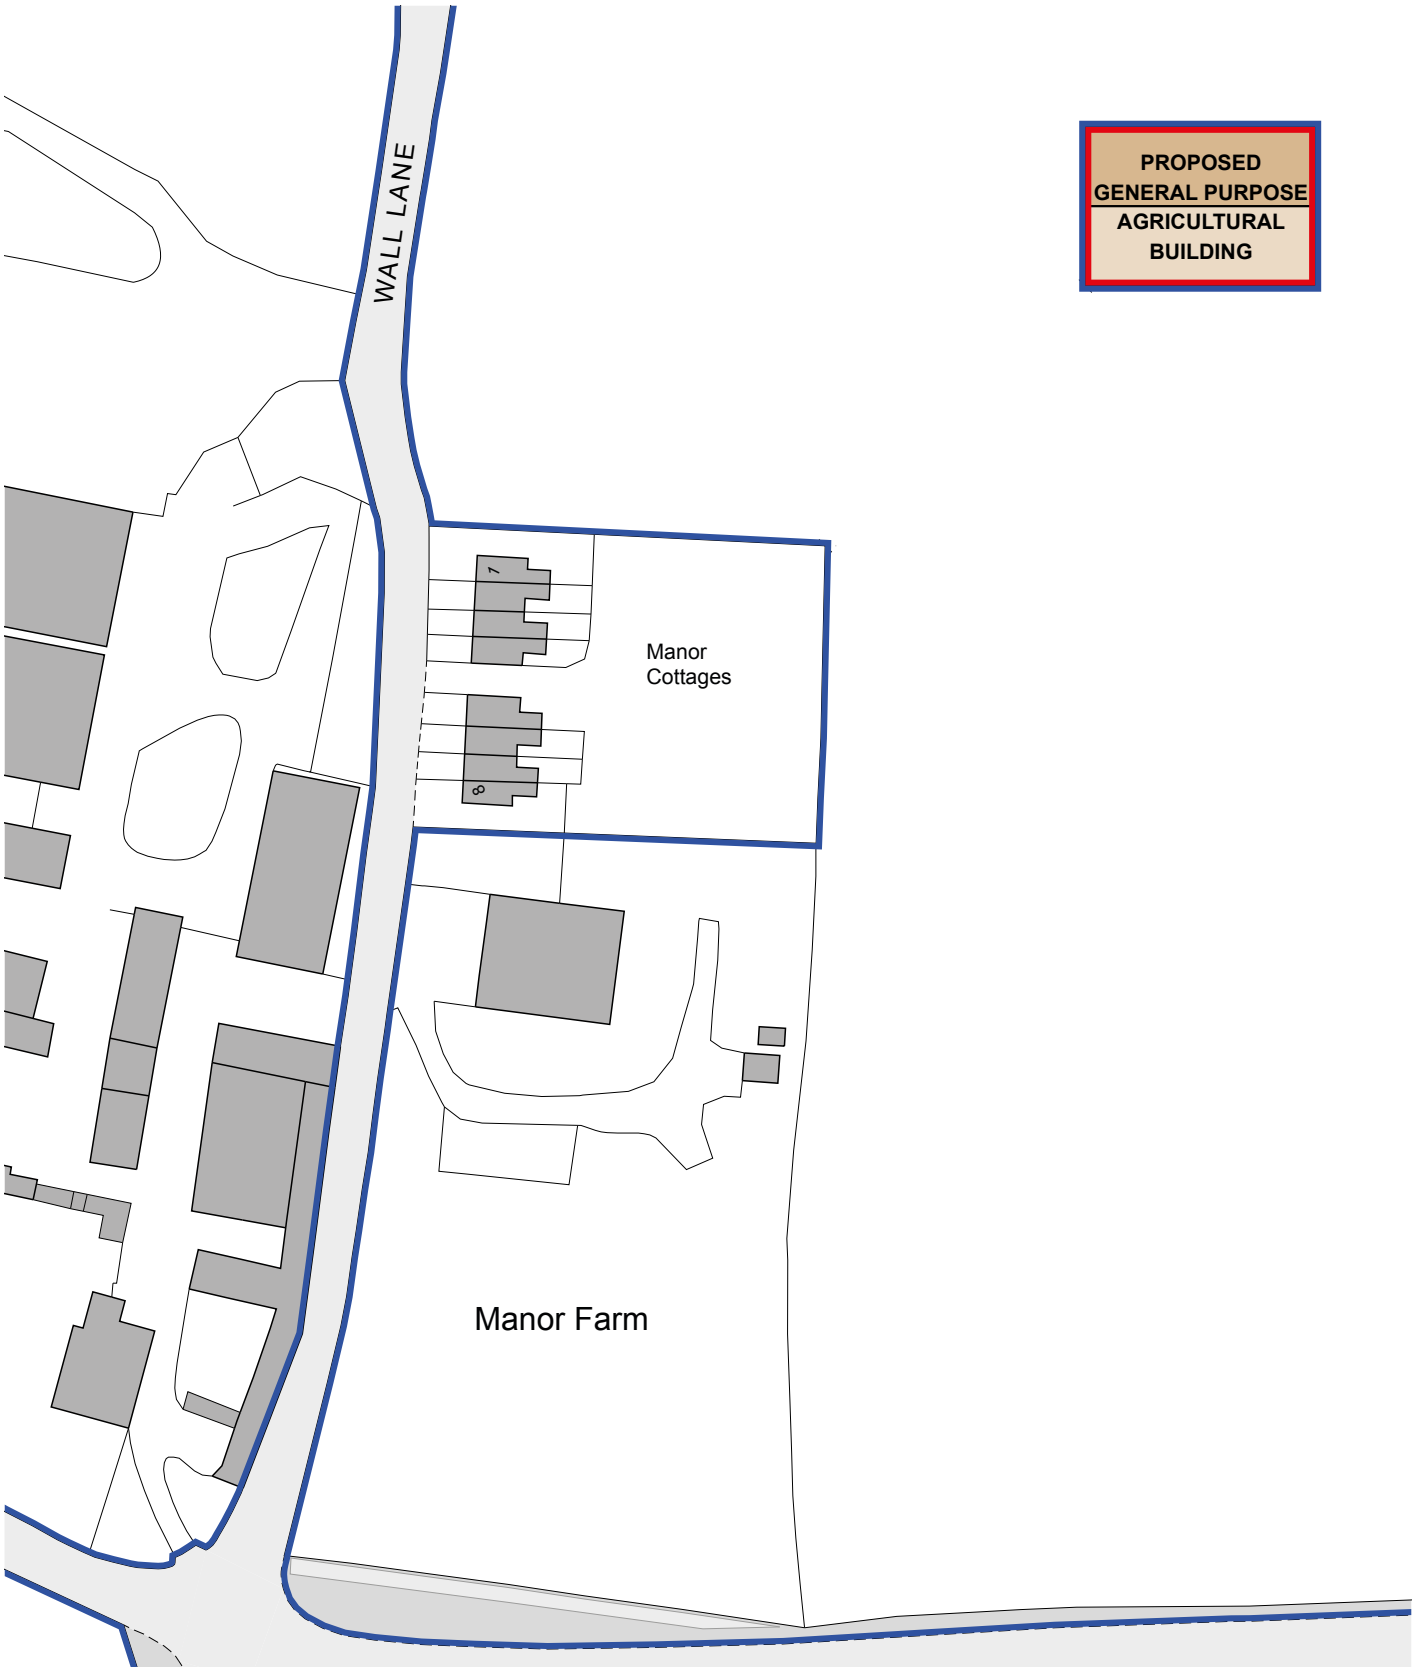 WALL LANE
PROPOSED
GENERAL PURPOSE
AGRICULTURAL
BUILDING
1
Manor
Cottages
8
Manor Farm